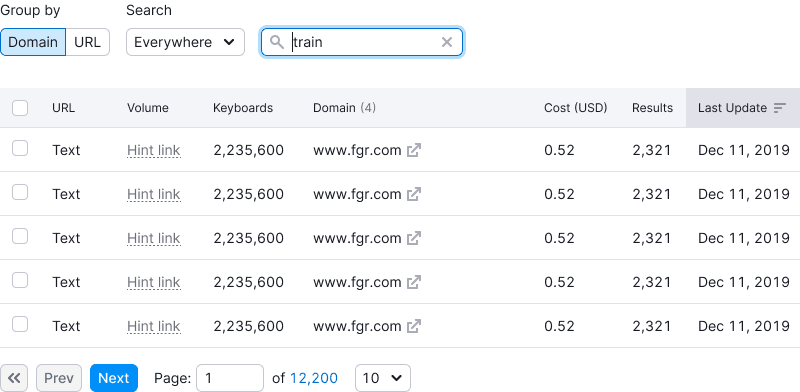 Group by Search
Domain URL Everywhere train
URL Volume Keyboards Domain (4) Cost (USD) Results Last Update
Text Hint link 2,235,600 www.fgr.com 0.52 2,321 Dec 11, 2019
Text Hint link 2,235,600 www.fgr.com 0.52 2,321 Dec 11, 2019
Text Hint link 2,235,600 www.fgr.com 0.52 2,321 Dec 11, 2019
Text Hint link 2,235,600 www.fgr.com 0.52 2,321 Dec 11, 2019
Text Hint link 2,235,600 www.fgr.com 0.52 2,321 Dec 11, 2019
Prev Next Page: 1 of 12,200 10